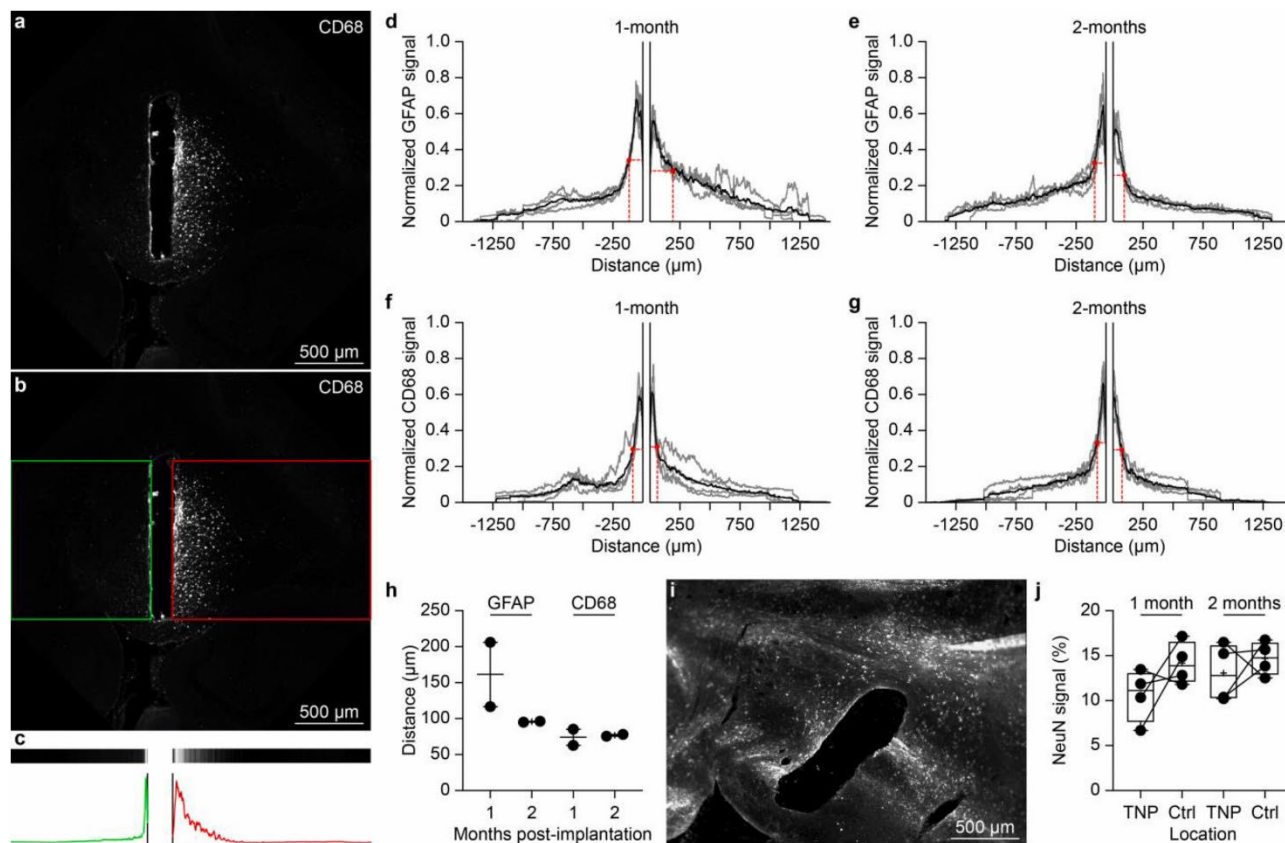 a
CD68
500 µm
b
CD68
500 µm
c
d
1-month
Normalized GFAP signal
1.0
0.8
0.6
0.4
0.2
0
-1250 -750 -250 250 750 1250
Distance (µm)
e
2-months
Normalized GFAP signal
1.0
0.8
0.6
0.4
0.2
0
-1250 -750 -250 250 750 1250
Distance (µm)
f
1-month
Normalized CD68 signal
1.0
0.8
0.6
0.4
0.2
0
-1250 -750 -250 250 750 1250
Distance (µm)
g
2-months
Normalized CD68 signal
1.0
0.8
0.6
0.4
0.2
0
-1250 -750 -250 250 750 1250
Distance (µm)
h
GFAP CD68
Distance (µm)
250
200
150
100
50
0
1 2 1 2
Months post-implantation
i
500 µm
j
1 month 2 months
NeuN signal (%)
20
15
10
5
0
TNP Ctrl TNP Ctrl
Location